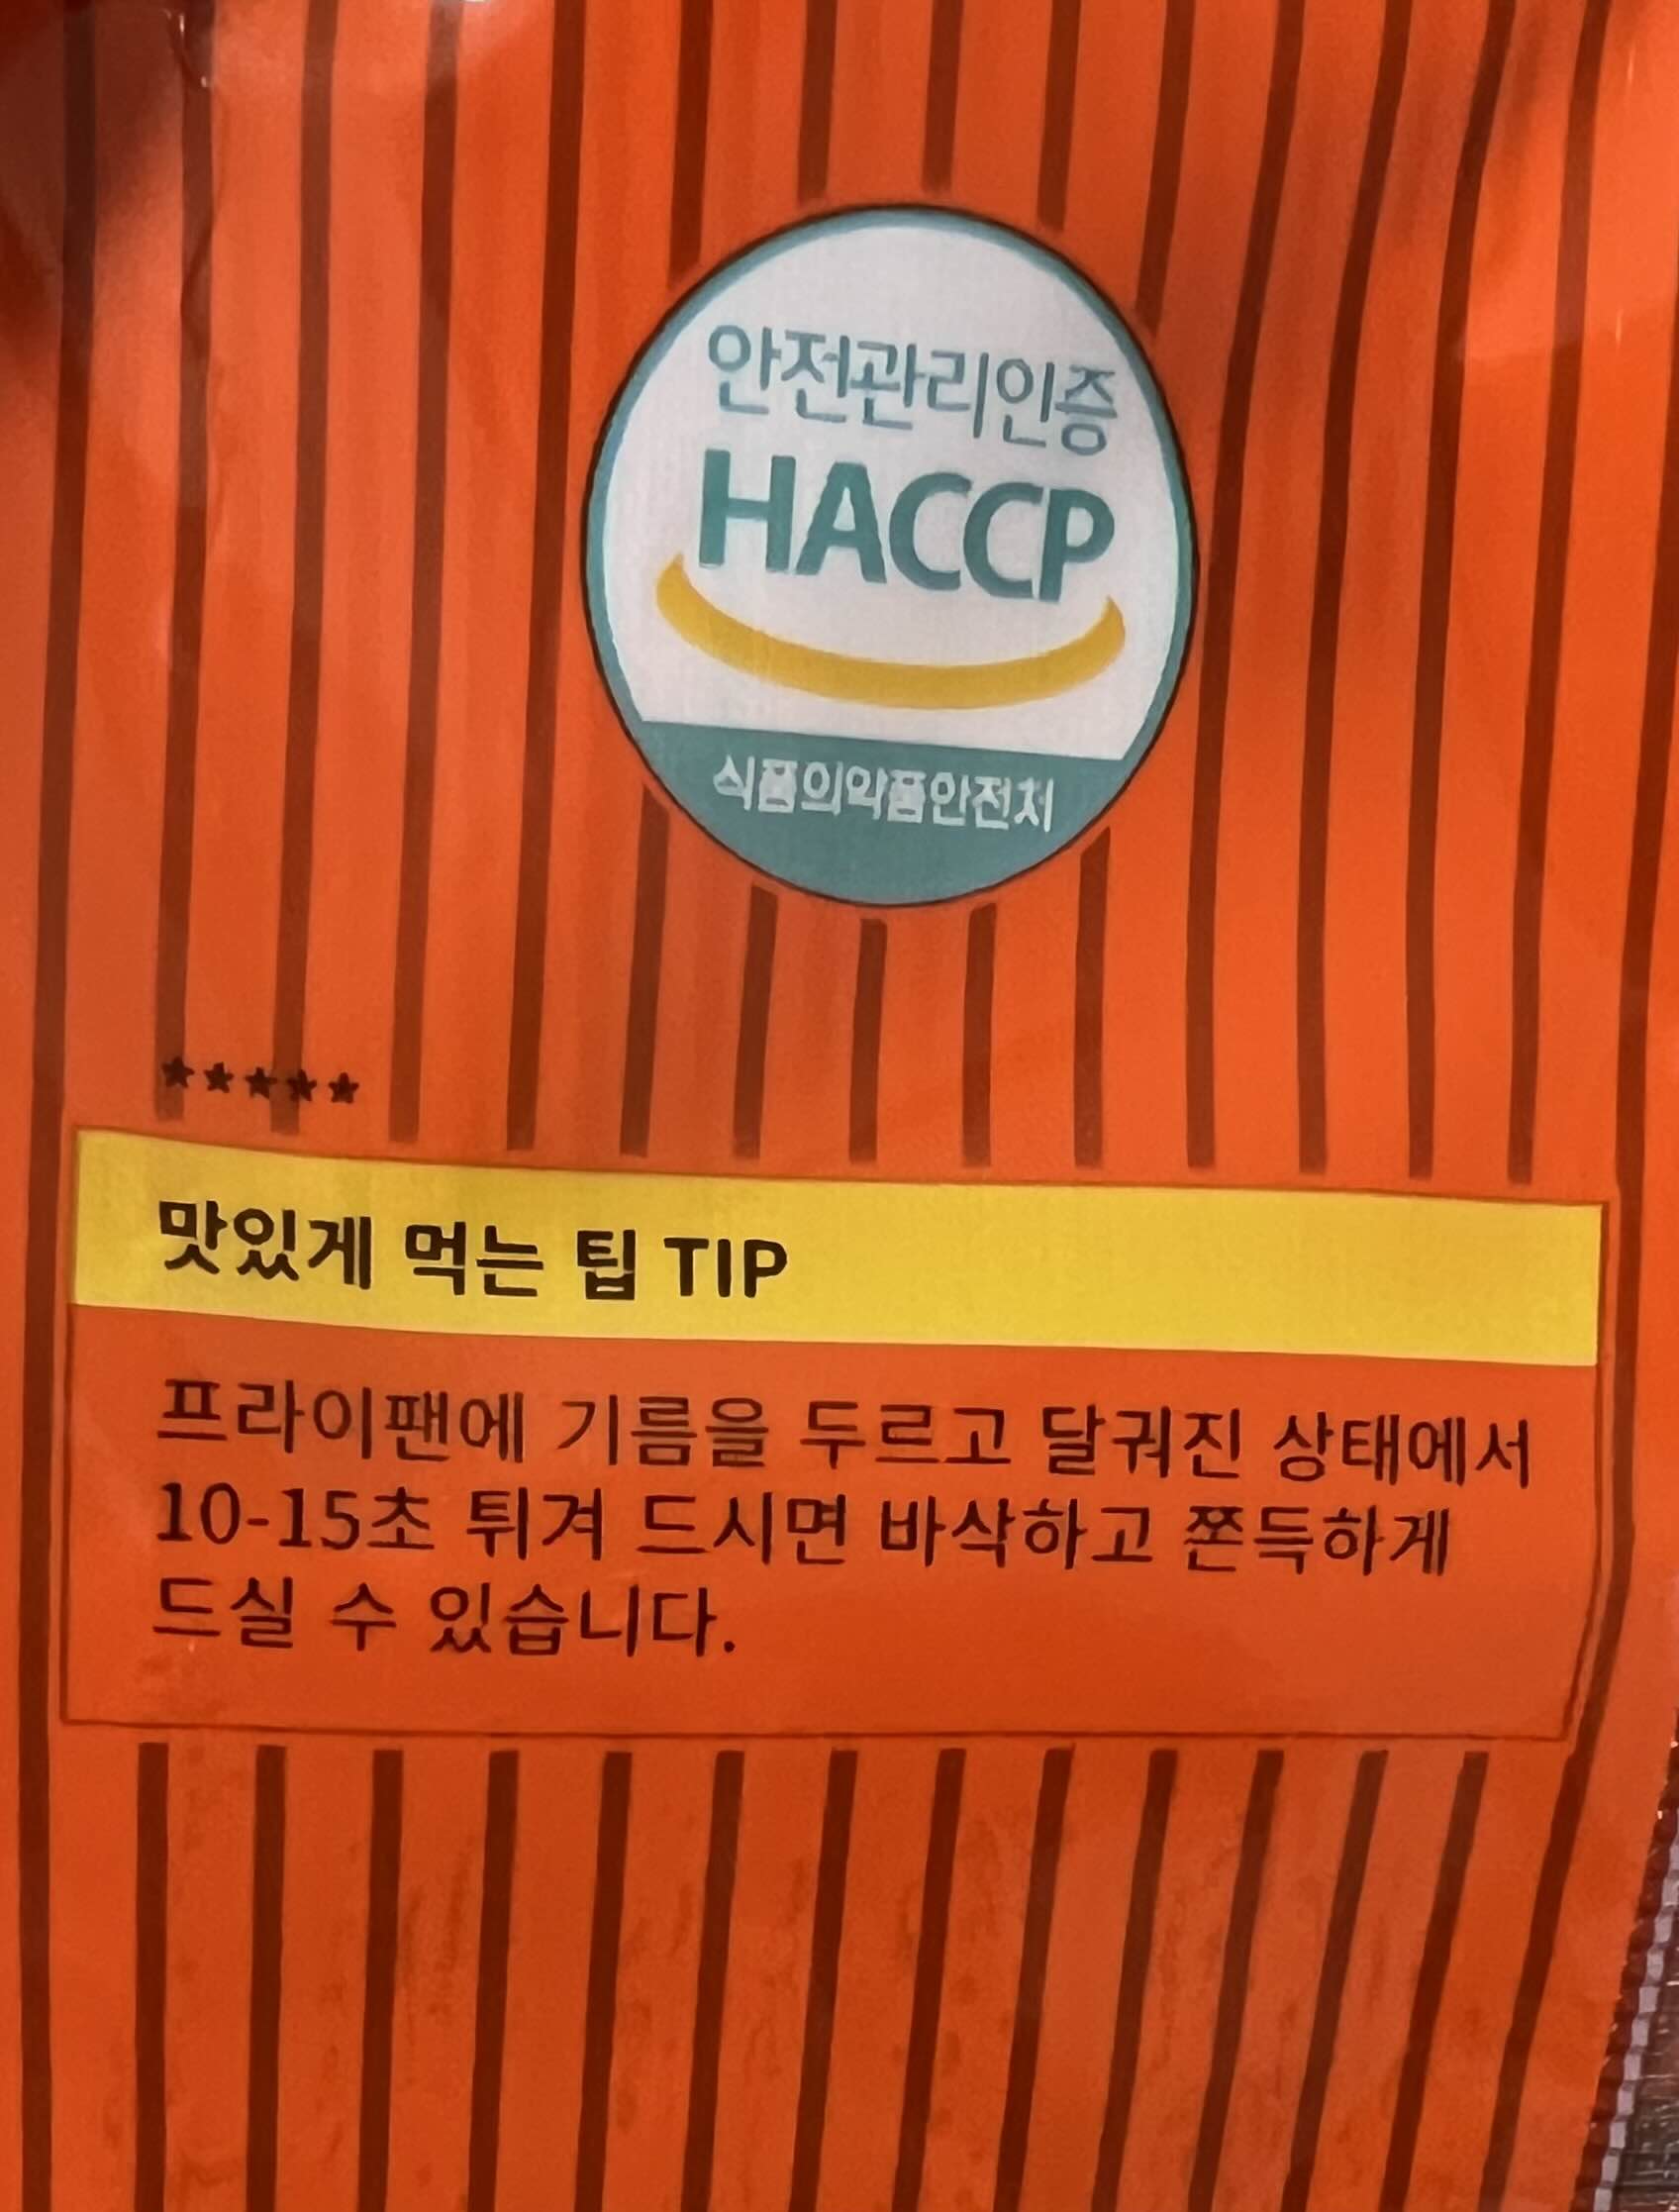 안전관리인증
HACCP
식품의약품안전처
★★★★★
맛있게 먹는 팁 TIP
프라이팬에 기름을 두르고 달궈진 상태에서
10-15초 튀겨 드시면 바삭하고 쫀득하게
드실 수 있습니다.